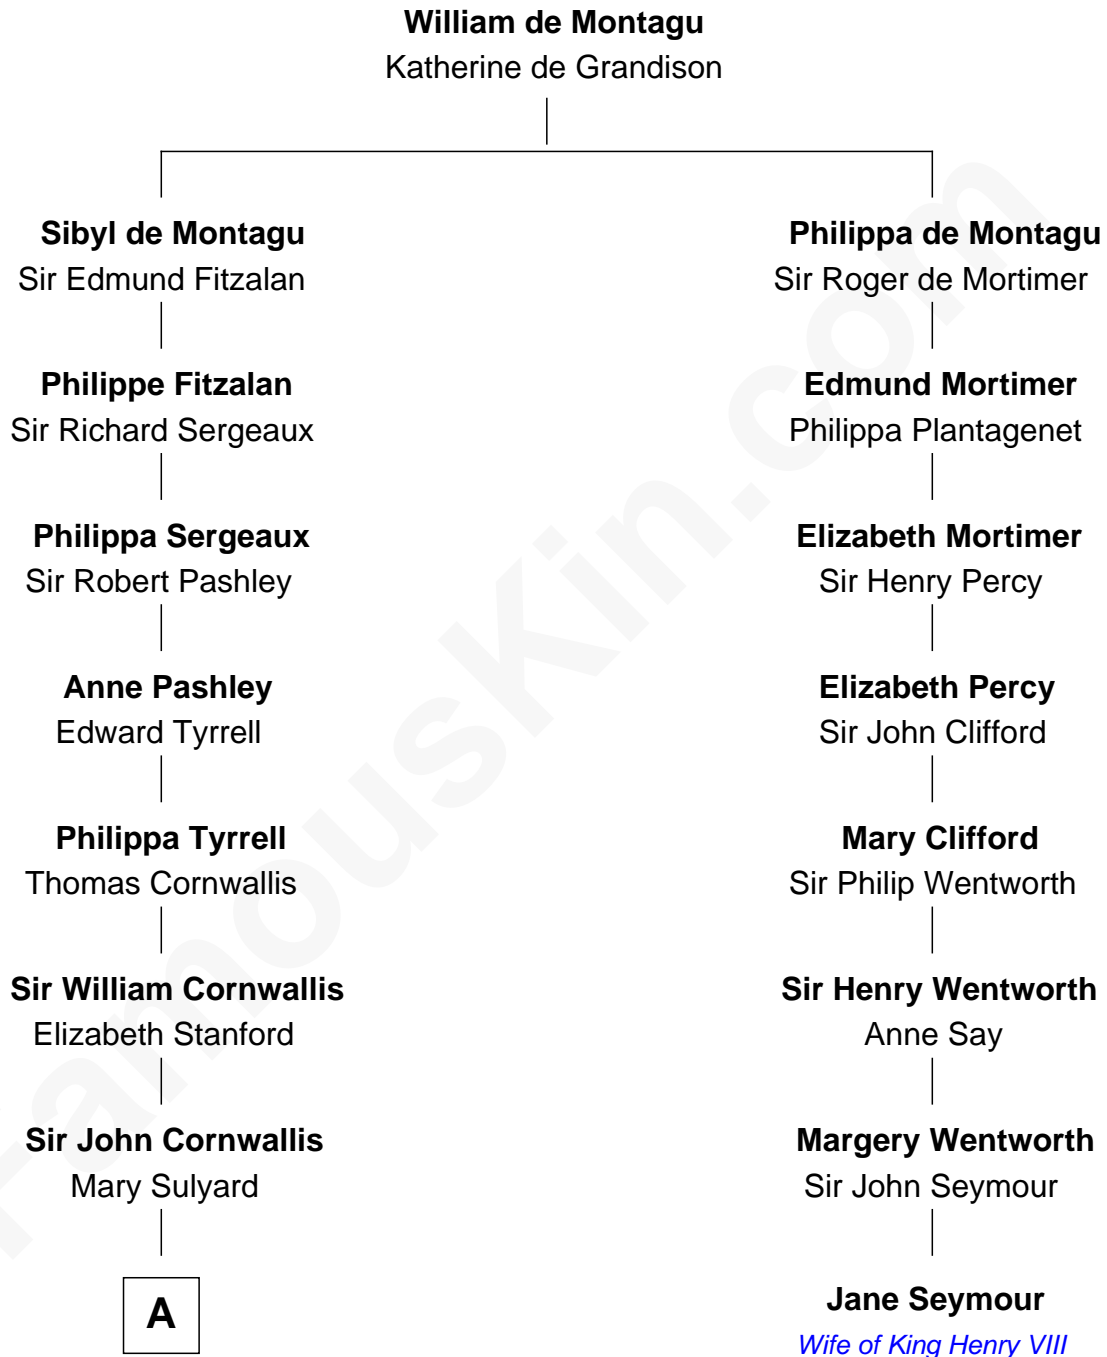 William de Montagu
Katherine de Grandison
Sibyl de Montagu
Sir Edmund Fitzalan
Philippa de Montagu
Sir Roger de Mortimer
Philippe Fitzalan
Sir Richard Sergeaux
Edmund Mortimer
Philippa Plantagenet
Philippa Sergeaux
Sir Robert Pashley
Elizabeth Mortimer
Sir Henry Percy
Anne Pashley
Edward Tyrrell
Elizabeth Percy
Sir John Clifford
Philippa Tyrrell
Thomas Cornwallis
Mary Clifford
Sir Philip Wentworth
Sir William Cornwallis
Elizabeth Stanford
Sir Henry Wentworth
Anne Say
Sir John Cornwallis
Mary Sulyard
Margery Wentworth
Sir John Seymour
A
Jane Seymour
Wife of King Henry VIII
FamousKin.com